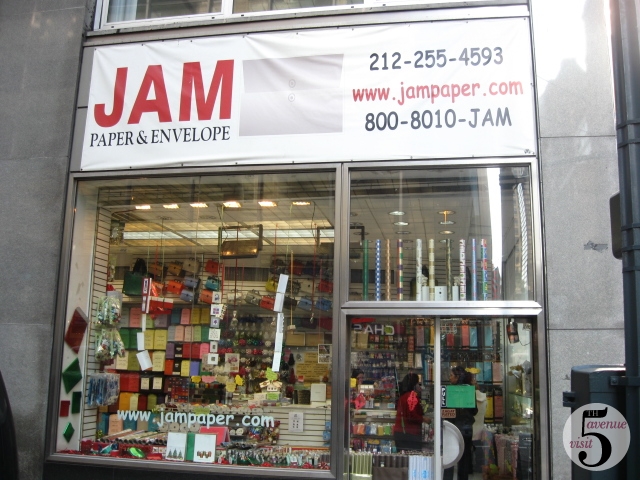 JAM
PAPER & ENVELOPE
212-255-4593
www.jampaper.com
800-8010-JAM
www.jampaper.com
visit
5
avenue